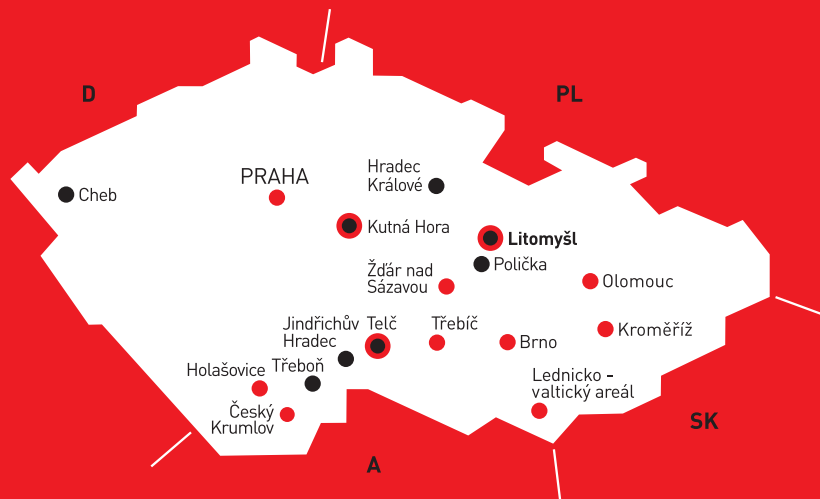 D
PL
Hradec
Králové
PRAHA
Cheb
Kutná Hora
Litomyšl
Polička
Žďár nad
Sázavou
Olomouc
Jindřichův
Hradec
Telč
Třebíč
Kroměříž
Brno
Holašovice
Třeboň
Lednicko -
valtický areál
Český
Krumlov
SK
A